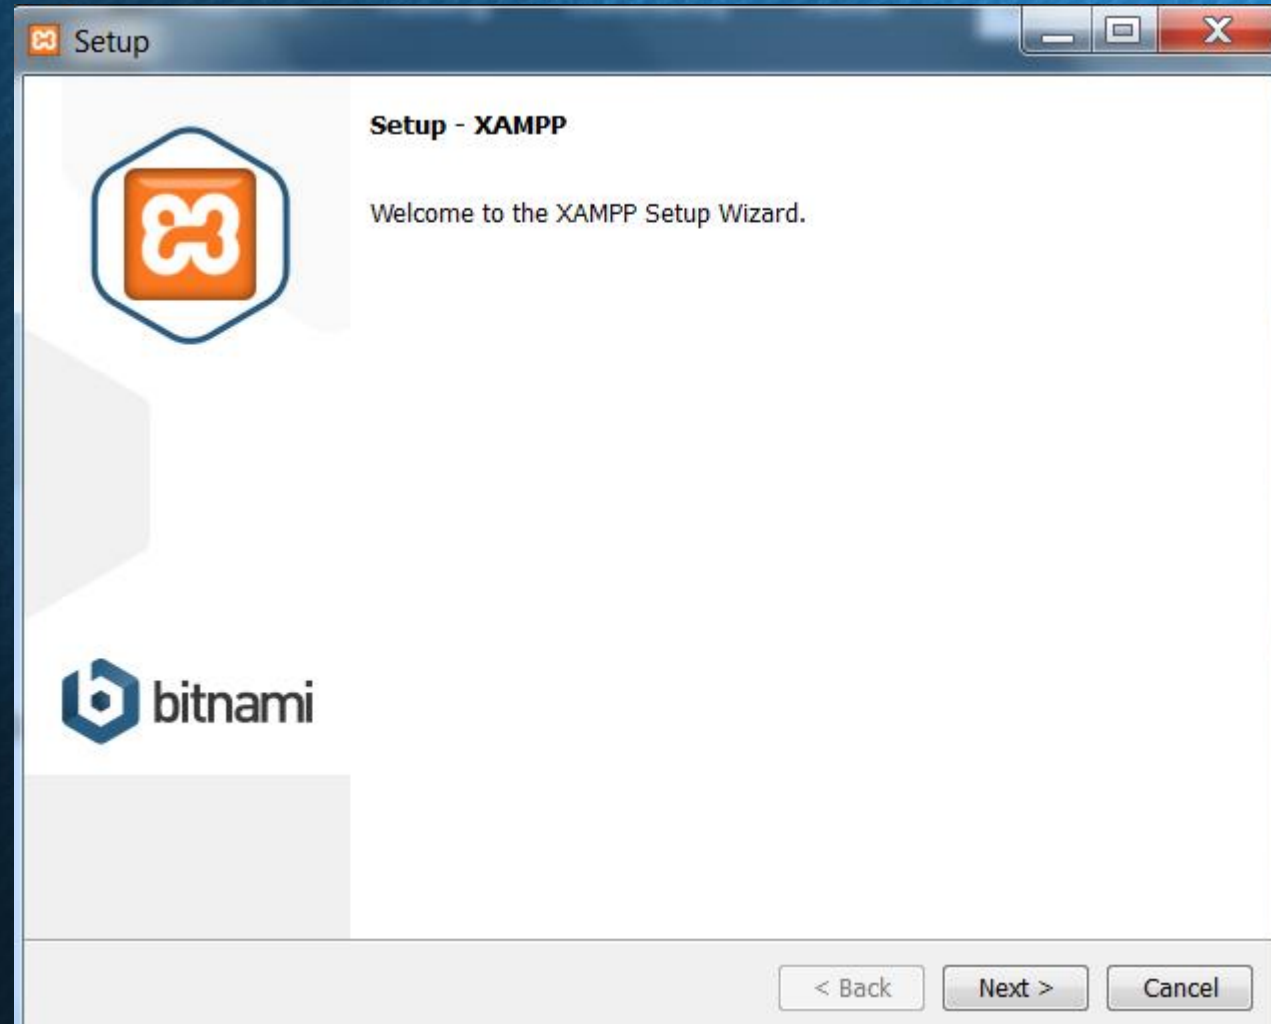 Setup
Setup - XAMPP
Welcome to the XAMPP Setup Wizard.
bitnami
< Back
Next >
Cancel